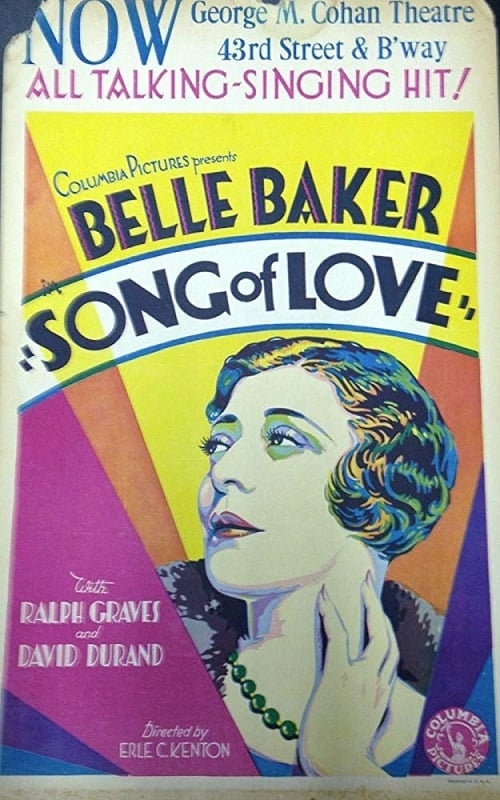 NOW
George M. Cohan Theatre
43rd Street & B'way
ALL TALKING-SINGING HIT!
COLUMBIA PICTURES presents
BELLE BAKER
in
"SONG of LOVE"
With
RALPH GRAVES
and
DAVID DURAND
Directed by
ERLE C. KENTON
COLUMBIA
PICTURES